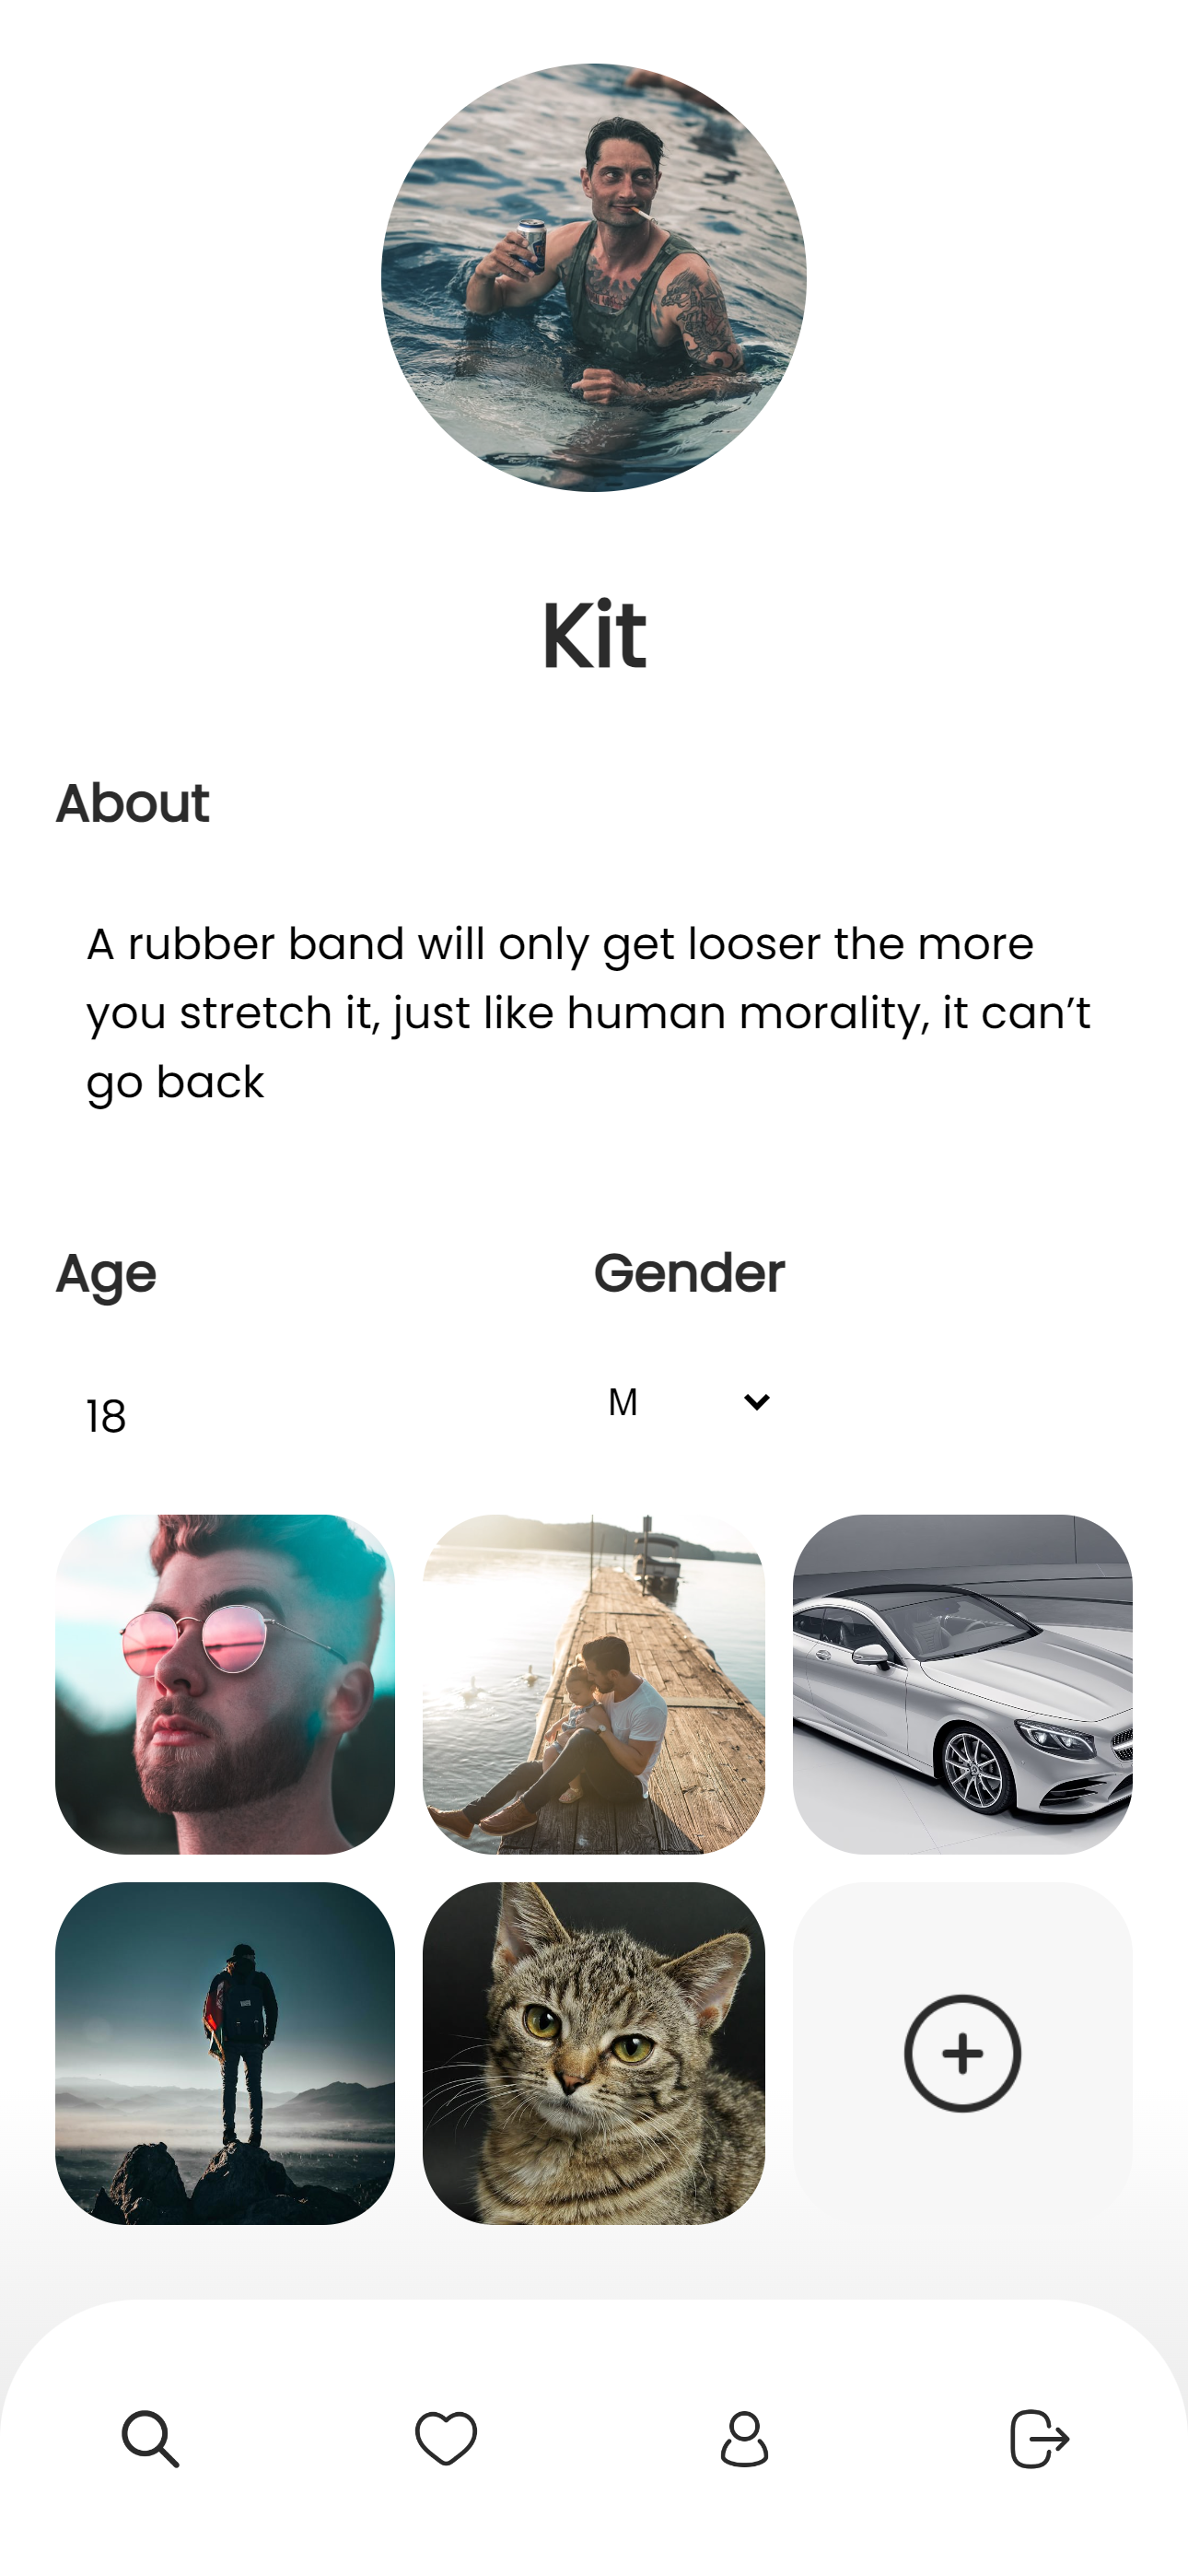 Kit
About
A rubber band will only get looser the more
you stretch it, just like human morality, it can’t
go back
Age
Gender
18
M